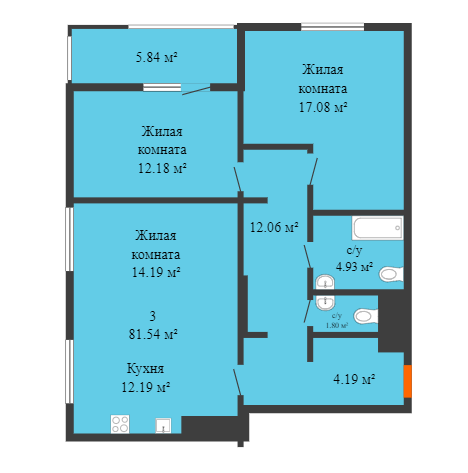 5.84 м²
Жилая
комната
17.08 м²
Жилая
комната
12.18 м²
12.06 м²
Жилая
комната
14.19 м²
с/у
4.93 м²
3
81.54 м²
с/у
1.80 м²
Кухня
12.19 м²
4.19 м²